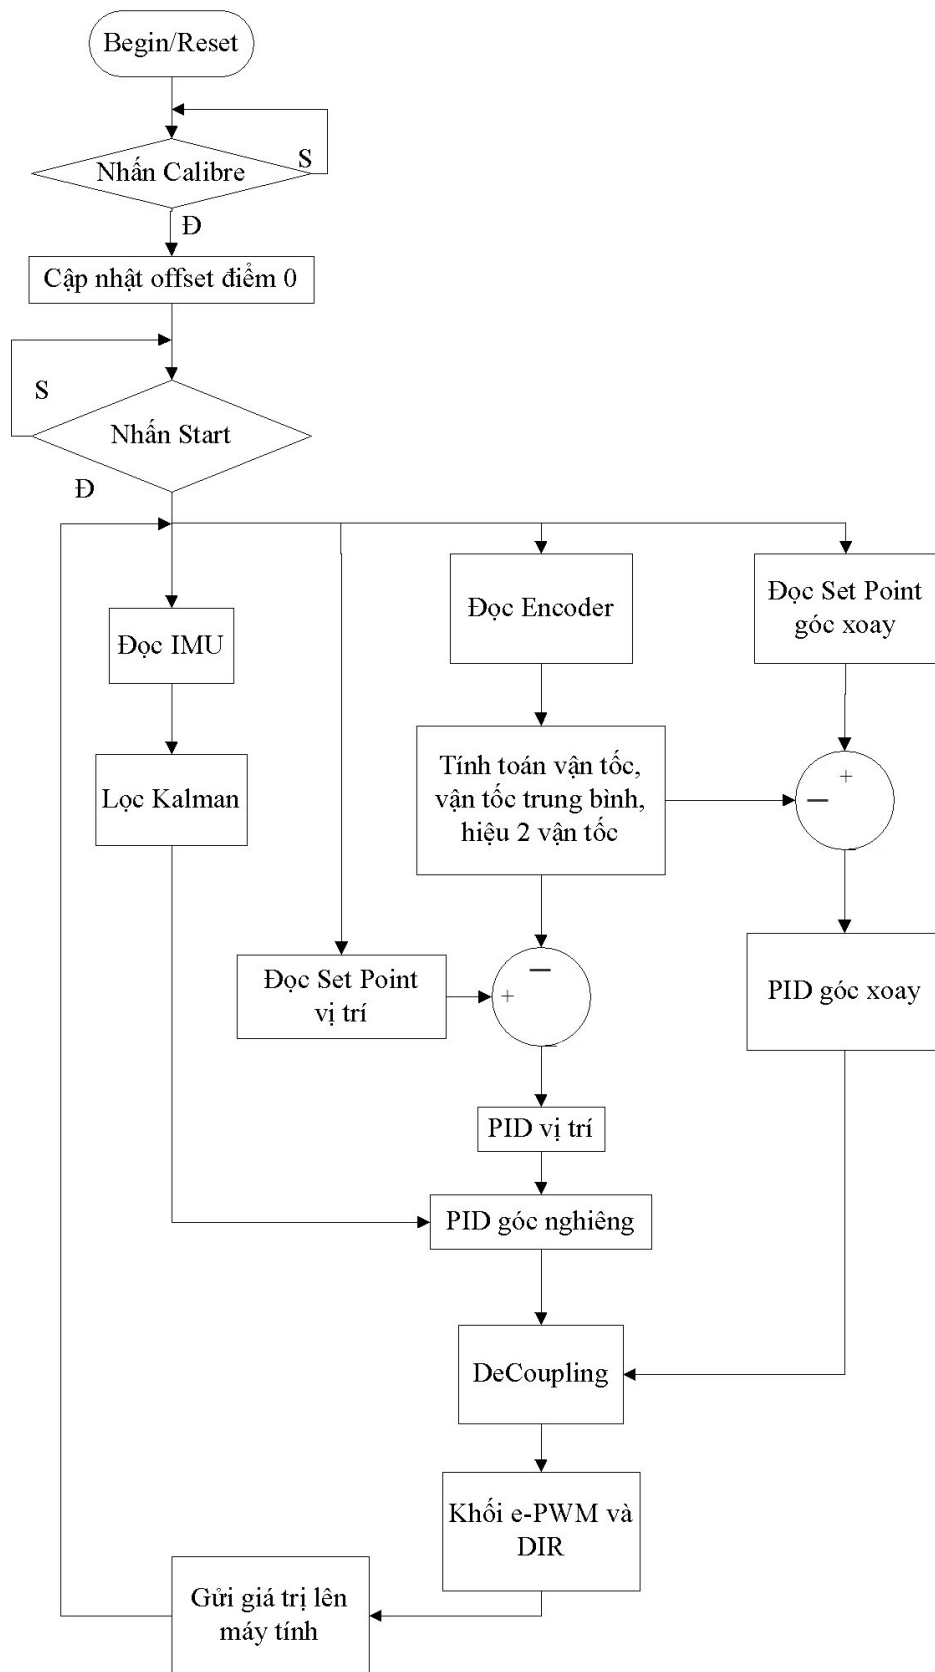 Begin/Reset
Nhấn Calibre
S
Đ
Cập nhật offset điểm 0
S
Nhấn Start
Đ
Đọc IMU
Lọc Kalman
Đọc Encoder
Đọc Set Point
góc xoay
Tính toán vận tốc,
vận tốc trung bình,
hiệu 2 vận tốc
+
−
Đọc Set Point
vị trí
−
+
PID góc xoay
PID vị trí
PID góc nghiêng
DeCoupling
Khối e-PWM và
DIR
Gửi giá trị lên
máy tính